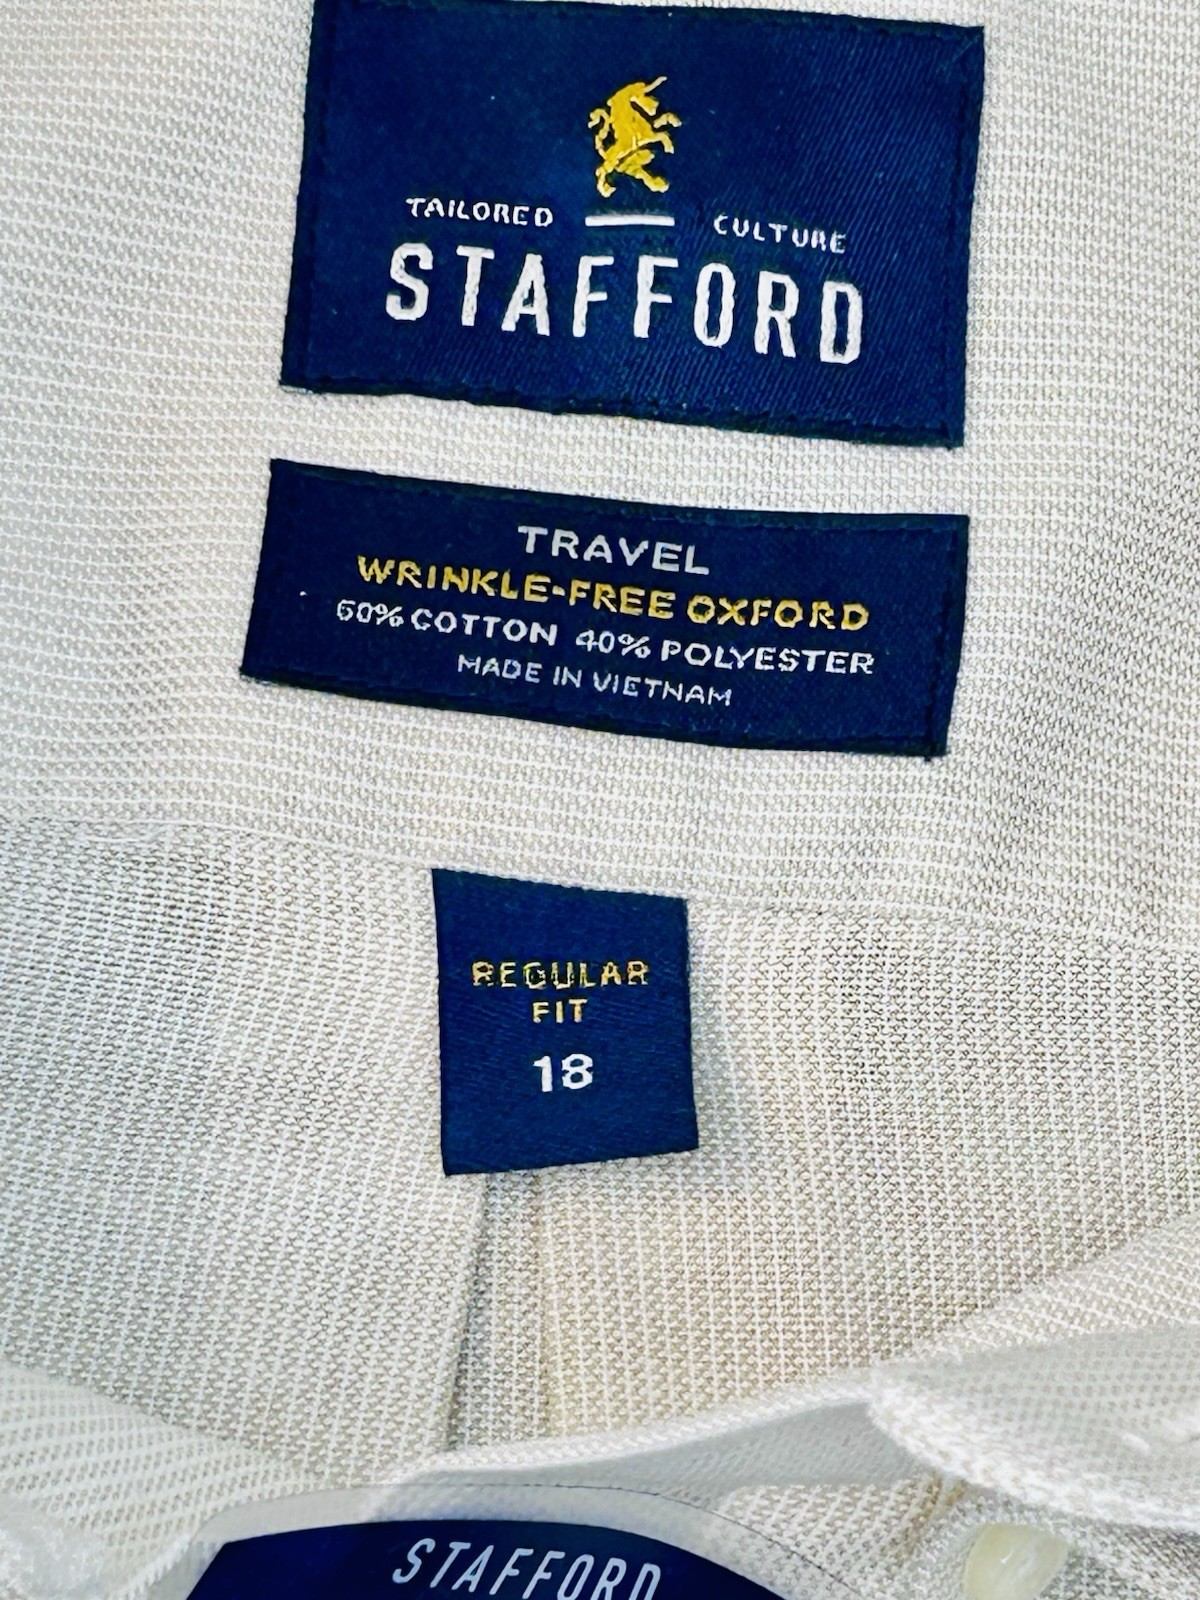 TAILORED CULTURE
STAFFORD
TRAVEL
WRINKLE-FREE OXFORD
60% COTTON 40% POLYESTER
MADE IN VIETNAM
REGULAR
FIT
18
STAFFORD